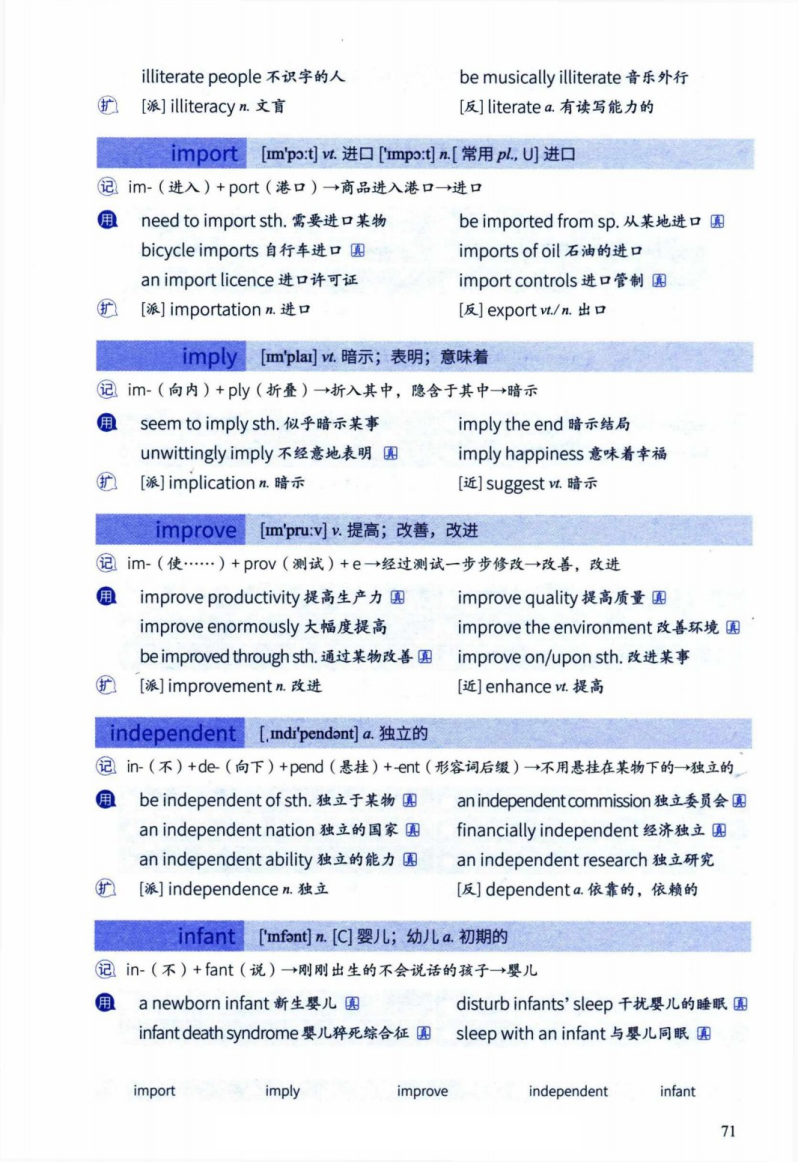 illiterate people 不识字的人 be musically illiterate 音乐外行
扩 [派] illiteracy n. 文盲 [反] literate a. 有读写能力的
import [ɪm'pɔːt] vt. 进口 ['ɪmpɔːt] n.[ 常用 pl., U] 进口
记 im-（进入）+ port（港口）→商品进入港口→进口
用 need to import sth. 需要进口某物 be imported from sp. 从某地进口 真
bicycle imports 自行车进口 真 imports of oil 石油的进口
an import licence 进口许可证 import controls 进口管制 真
扩 [派] importation n. 进口 [反] export vt./n. 出口
imply [ɪm'plaɪ] vt. 暗示；表明；意味着
记 im-（向内）+ ply（折叠）→折入其中，隐含于其中→暗示
用 seem to imply sth. 似乎暗示某事 imply the end 暗示结局
unwittingly imply 不经意地表明 真 imply happiness 意味着幸福
扩 [派] implication n. 暗示 [近] suggest vt. 暗示
improve [ɪm'pruːv] v. 提高；改善，改进
记 im-（使……）+ prov（测试）+ e→经过测试一步步修改→改善，改进
用 improve productivity 提高生产力 真 improve quality 提高质量 真
improve enormously 大幅度提高 improve the environment 改善环境 真
be improved through sth. 通过某物改善 真 improve on/upon sth. 改进某事
扩 [派] improvement n. 改进 [近] enhance vt. 提高
independent [ˌɪndɪ'pendənt] a. 独立的
记 in-（不）+de-（向下）+pend（悬挂）+-ent（形容词后缀）→不用悬挂在某物下的→独立的
用 be independent of sth. 独立于某物 真 an independent commission 独立委员会 真
an independent nation 独立的国家 真 financially independent 经济独立 真
an independent ability 独立的能力 真 an independent research 独立研究
扩 [派] independence n. 独立 [反] dependent a. 依靠的，依赖的
infant ['ɪnfənt] n. [C] 婴儿；幼儿 a. 初期的
记 in-（不）+ fant（说）→刚刚出生的不会说话的孩子→婴儿
用 a newborn infant 新生婴儿 真 disturb infants' sleep 干扰婴儿的睡眠 真
infant death syndrome 婴儿猝死综合征 真 sleep with an infant 与婴儿同眠 真
import imply improve independent infant
71